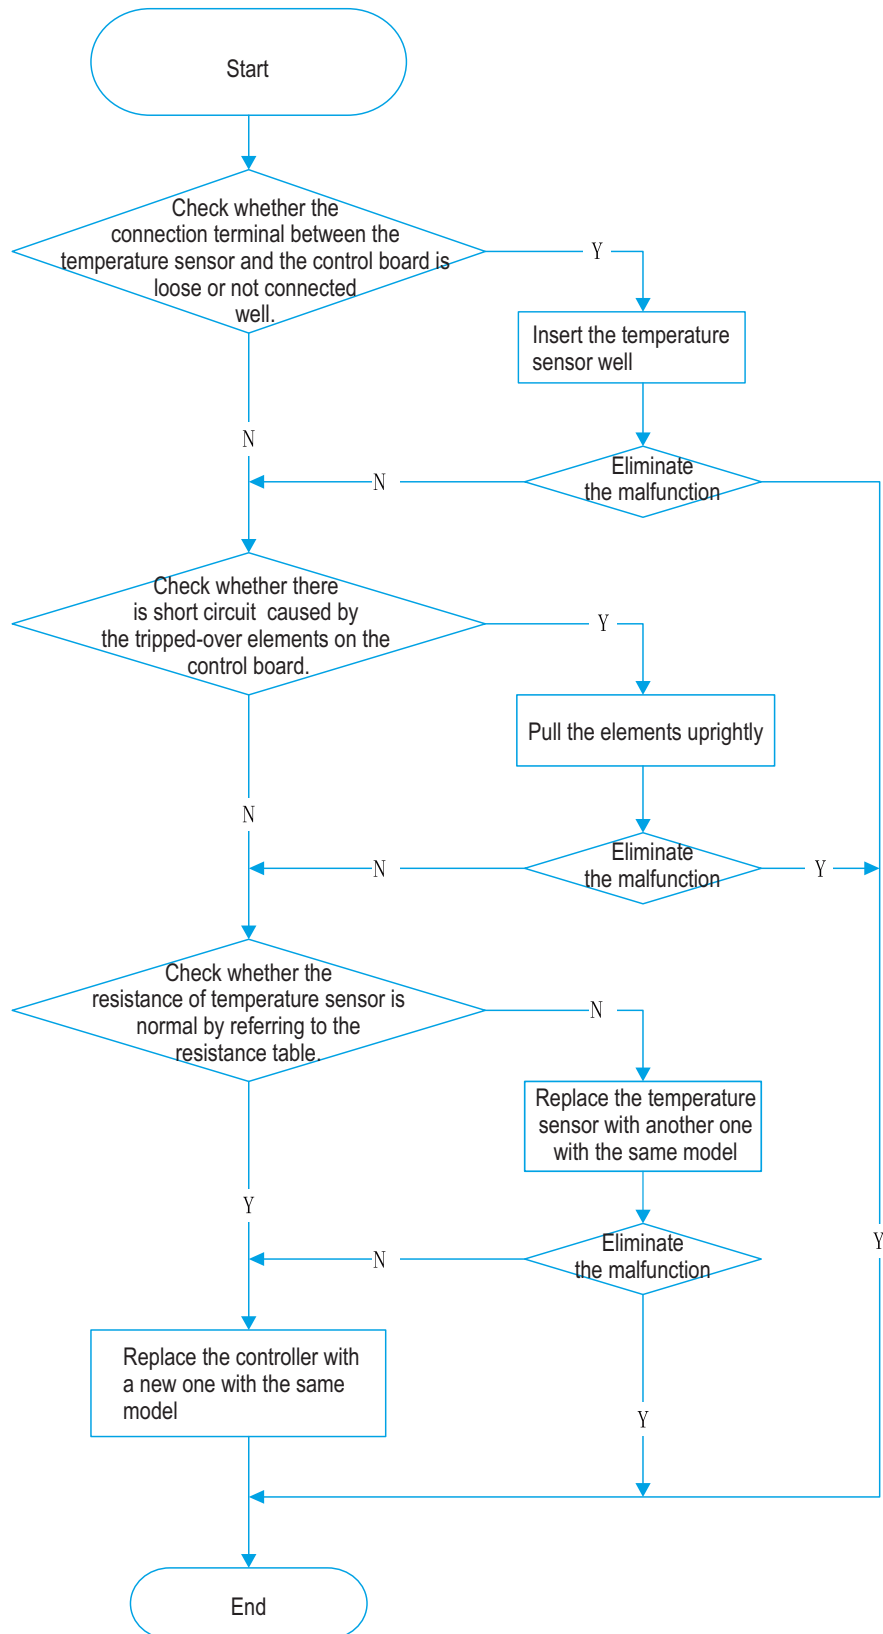 Start
Check whether the
connection terminal between the
temperature sensor and the control board is
loose or not connected
well.
Y
Insert the temperature
sensor well
N
Eliminate
the malfunction
N
Check whether there
is short circuit caused by
the tripped-over elements on the
control board.
Y
Pull the elements uprightly
N
Eliminate
the malfunction
N
Y
Check whether the
resistance of temperature sensor is
normal by referring to the
resistance table.
N
Replace the temperature
sensor with another one
with the same model
Y
Eliminate
the malfunction
N
Y
Replace the controller with
a new one with the same
model
Y
End